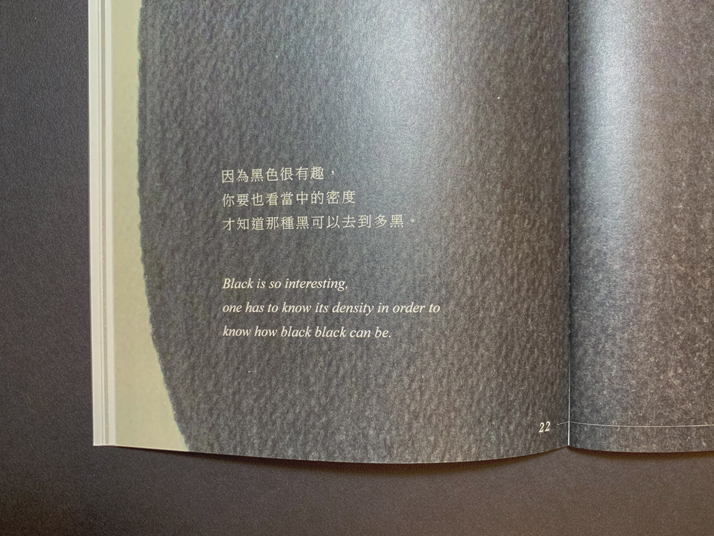 因為黑色很有趣，
你要也看當中的密度
才知道那種黑可以去到多黑。
Black is so interesting,
one has to know its density in order to
know how black black can be.
22